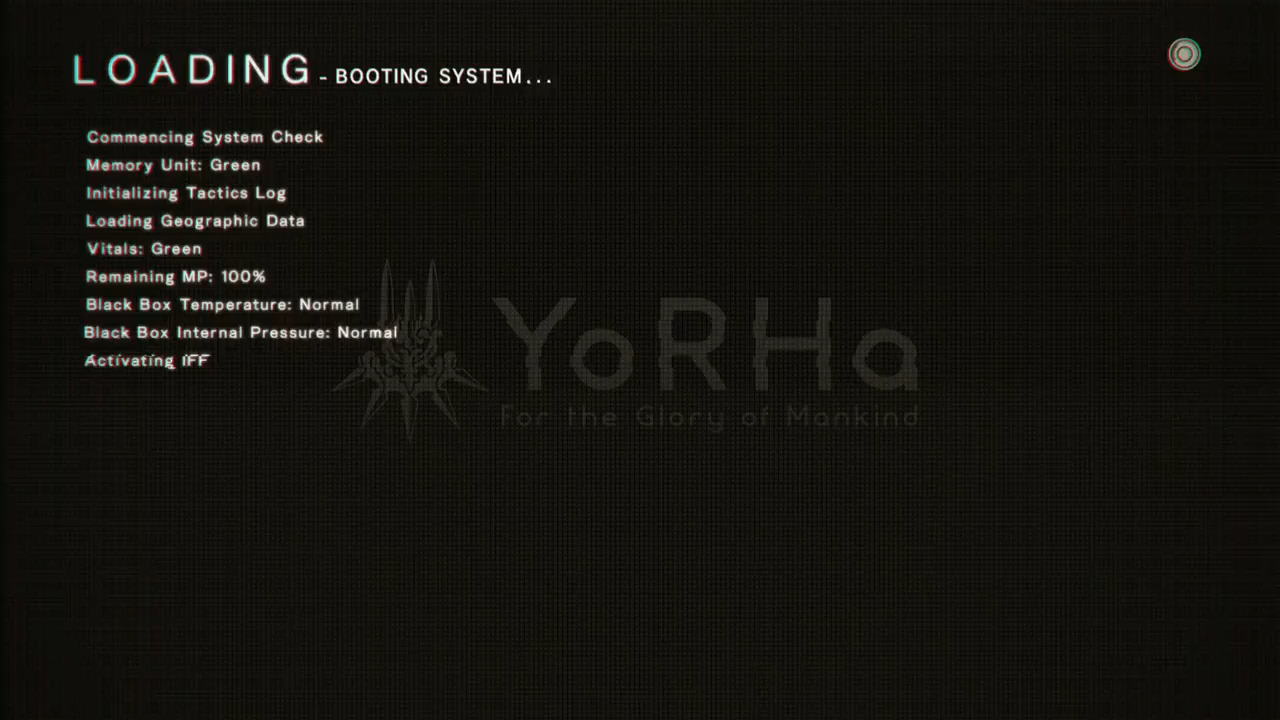 LOADING - BOOTING SYSTEM...
Commencing System Check
Memory Unit: Green
Initializing Tactics Log
Loading Geographic Data
Vitals: Green
Remaining MP: 100%
Black Box Temperature: Normal
Black Box Internal Pressure: Normal
Activating IFF
YoRHa
For the Glory of Mankind